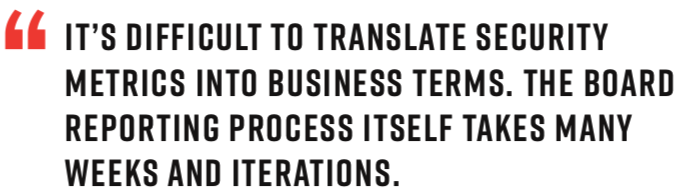 “ IT’S DIFFICULT TO TRANSLATE SECURITY
METRICS INTO BUSINESS TERMS. THE BOARD
REPORTING PROCESS ITSELF TAKES MANY
WEEKS AND ITERATIONS.